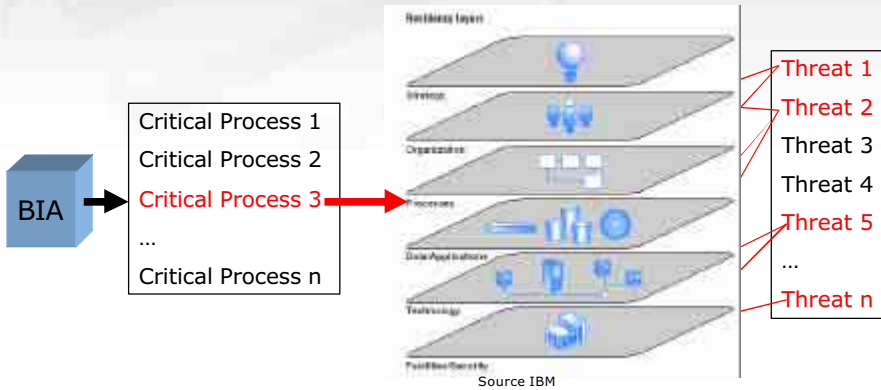 BIA
Critical Process 1
Critical Process 2
Critical Process 3
…
Critical Process n
Resiliency layers
Strategy
Organization
Processes
Data/Applications
Technology
Facilities/Security
Source IBM
Threat 1
Threat 2
Threat 3
Threat 4
Threat 5
…
Threat n